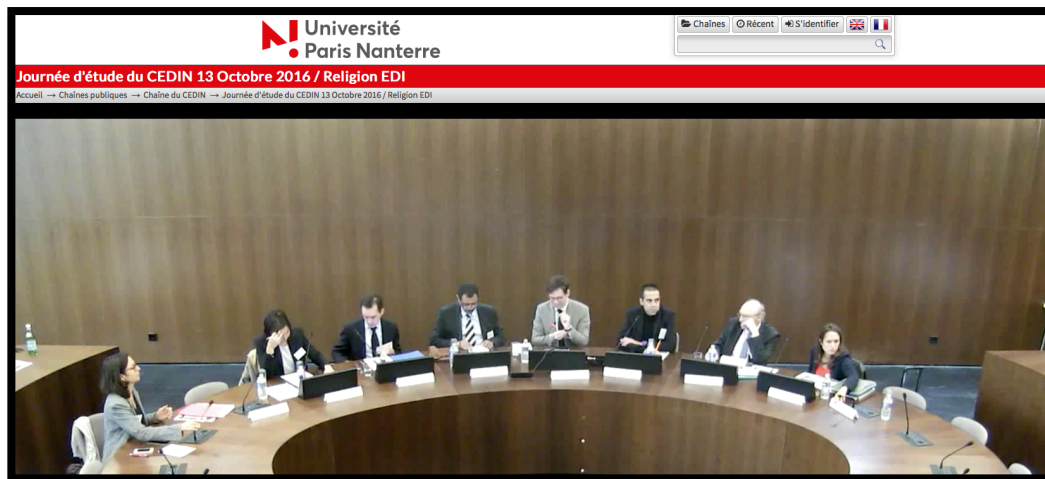 Université
Paris Nanterre
Chaînes Récent S'identifier
Journée d'étude du CEDIN 13 Octobre 2016 / Religion EDI
Accueil → Chaînes publiques → Chaîne du CEDIN → Journée d'étude du CEDIN 13 Octobre 2016 / Religion EDI